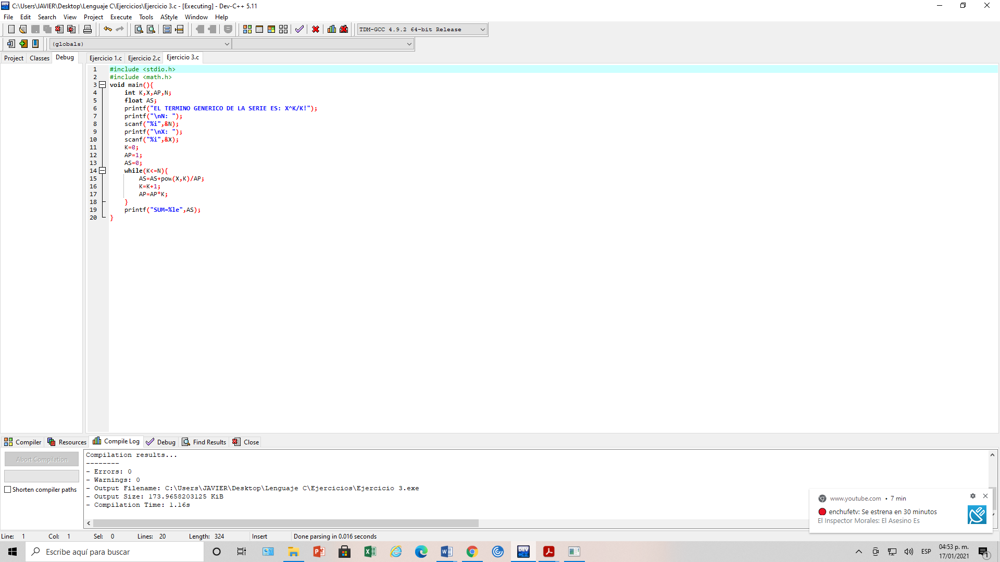 C:\Users\JAVIER\Desktop\Lenguaje C\Ejercicios\Ejercicio 3.c - [Executing] - Dev-C++ 5.11
File Edit Search View Project Execute Tools AStyle Window Help
TDM-GCC 4.9.2 64-bit Release
(globals)
Project Classes Debug
Ejercicio 1.c Ejercicio 2.c Ejercicio 3.c
1 #include <stdio.h>
2 #include <math.h>
3 void main(){
4 int K,X,AP,N;
5 float AS;
6 printf("EL TERMINO GENERICO DE LA SERIE ES: X^K/K!");
7 printf("\nN: ");
8 scanf("%i",&N);
9 printf("\nX: ");
10 scanf("%i",&X);
11 K=0;
12 AP=1;
13 AS=0;
14 while(K<=N){
15 AS=AS+pow(X,K)/AP;
16 K=K+1;
17 AP=AP*K;
18 }
19 printf("SUM=%le",AS);
20 }
Compiler Resources Compile Log Debug Find Results Close
Abort Compilation
Shorten compiler paths
Compilation results...
--------
- Errors: 0
- Warnings: 0
- Output Filename: C:\Users\JAVIER\Desktop\Lenguaje C\Ejercicios\Ejercicio 3.exe
- Output Size: 173.9658203125 KiB
- Compilation Time: 1.16s
www.youtube.com • 7 min
enchufetv: Se estrena en 30 minutos
El Inspector Morales: El Asesino Es
Line: 1 Col: 1 Sel: 0 Lines: 20 Length: 324 Insert Done parsing in 0.016 seconds
Escribe aquí para buscar
ESP
04:53 p. m.
17/01/2021
1